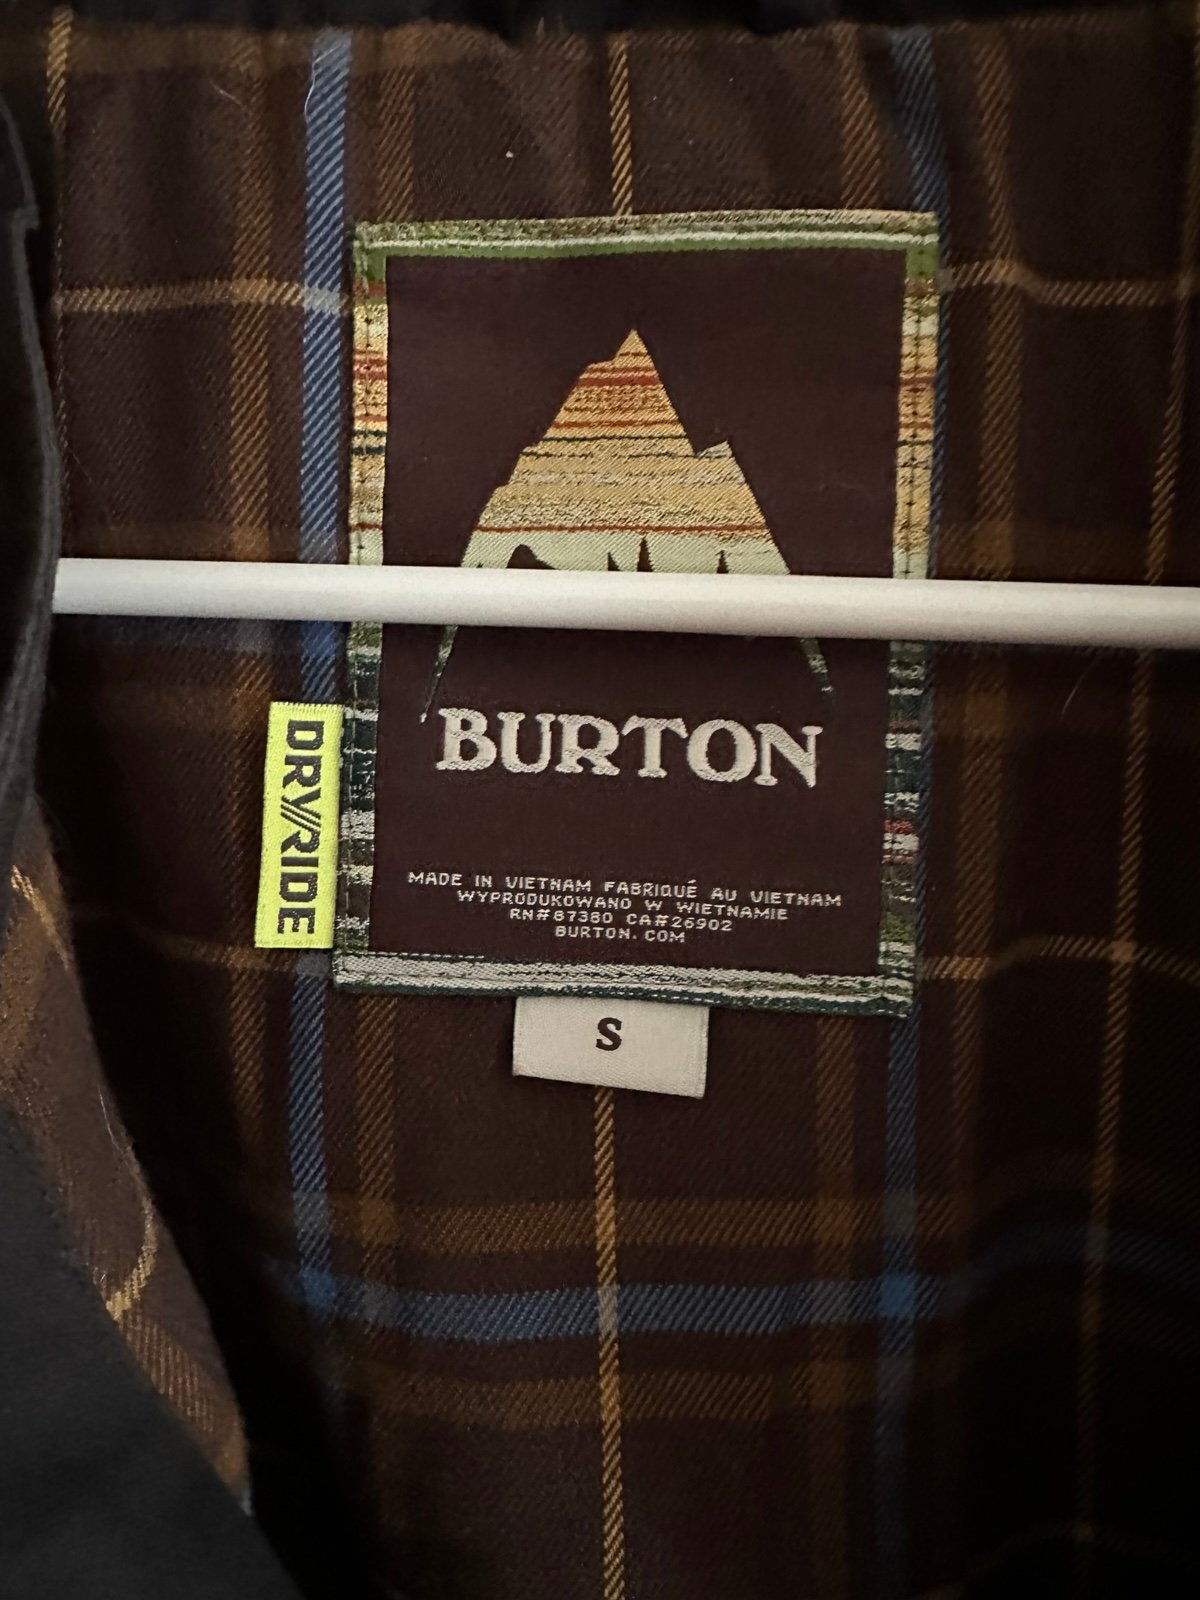 BURTON
DRY//RIDE
MADE IN VIETNAM FABRIQUÉ AU VIETNAM
WYPRODUKOWANO W WIETNAMIE
RN#87380 CA#26902
BURTON.COM
S